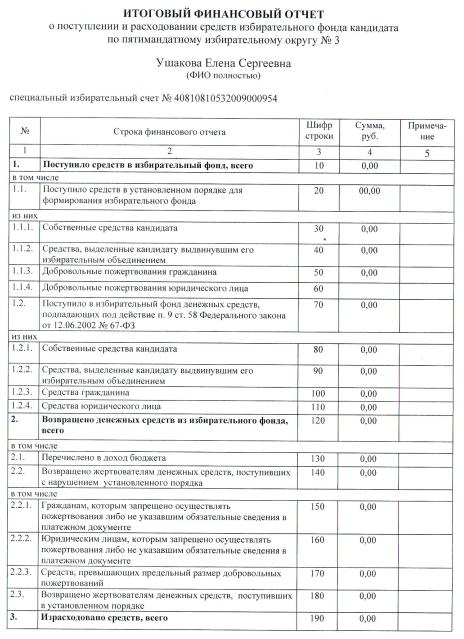 ИТОГОВЫЙ ФИНАНСОВЫЙ ОТЧЕТ
о поступлении и расходовании средств избирательного фонда кандидата
по пятимандатному избирательному округу № 3
Ушакова Елена Сергеевна
(ФИО полностью)
специальный избирательный счет № 40810810532009000954
№ Строка финансового отчета Шифр строки Сумма, руб. Примеча-ние
1 2 3 4 5
1. Поступило средств в избирательный фонд, всего 10 0,00
в том числе
1.1. Поступило средств в установленном порядке для 20 00,00
формирования избирательного фонда
из них
1.1.1. Собственные средства кандидата 30 0,00
1.1.2. Средства, выделенные кандидату выдвинувшим его 40 0,00
избирательным объединением
1.1.3. Добровольные пожертвования гражданина 50 0,00
1.1.4. Добровольные пожертвования юридического лица 60
1.2. Поступило в избирательный фонд денежных средств, 70 0,00
подпадающих под действие п. 9 ст. 58 Федерального закона
от 12.06.2002 № 67-ФЗ
из них
1.2.1. Собственные средства кандидата 80 0,00
1.2.2. Средства, выделенные кандидату выдвинувшим его 90 0,00
избирательным объединением
1.2.3. Средства гражданина 100 0,00
1.2.4. Средства юридического лица 110 0,00
2. Возвращено денежных средств из избирательного фонда, 120 0,00
всего
в том числе
2.1. Перечислено в доход бюджета 130 0,00
2.2. Возвращено жертвователям денежных средств, поступивших 140 0,00
с нарушением установленного порядка
в том числе
2.2.1. Гражданам, которым запрещено осуществлять 150 0,00
пожертвования либо не указавшим обязательные сведения в
платежном документе
2.2.2. Юридическим лицам, которым запрещено осуществлять 160 0,00
пожертвования либо не указавшим обязательные сведения в
платежном документе
2.2.3. Средств, превышающих предельный размер добровольных 170 0,00
пожертвований
2.3. Возвращено жертвователям денежных средств, поступивших 180 0,00
в установленном порядке
3. Израсходовано средств, всего 190 0,00